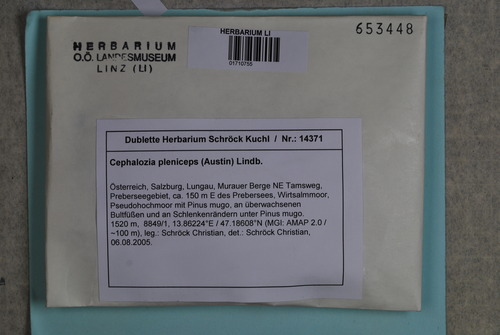 HERBARIUM
O.Ö. LANDESMUSEUM
LINZ (LI)
HERBARIUM LI
01710755
653448
Dublette Herbarium Schröck Kuchl / Nr.: 14371
Cephalozia pleniceps (Austin) Lindb.
Österreich, Salzburg, Lungau, Murauer Berge NE Tamsweg,
Preberseegebiet, ca. 150 m E des Prebersees, Wirtsalmmoor,
Pseudohochmoor mit Pinus mugo, an überwachsenen
Bultfüßen und an Schlenkenrändern unter Pinus mugo.
1520 m, 8849/1, 13.86224°E / 47.18608°N (MGI: AMAP 2.0 /
~100 m), leg.: Schröck Christian, det.: Schröck Christian,
06.08.2005.